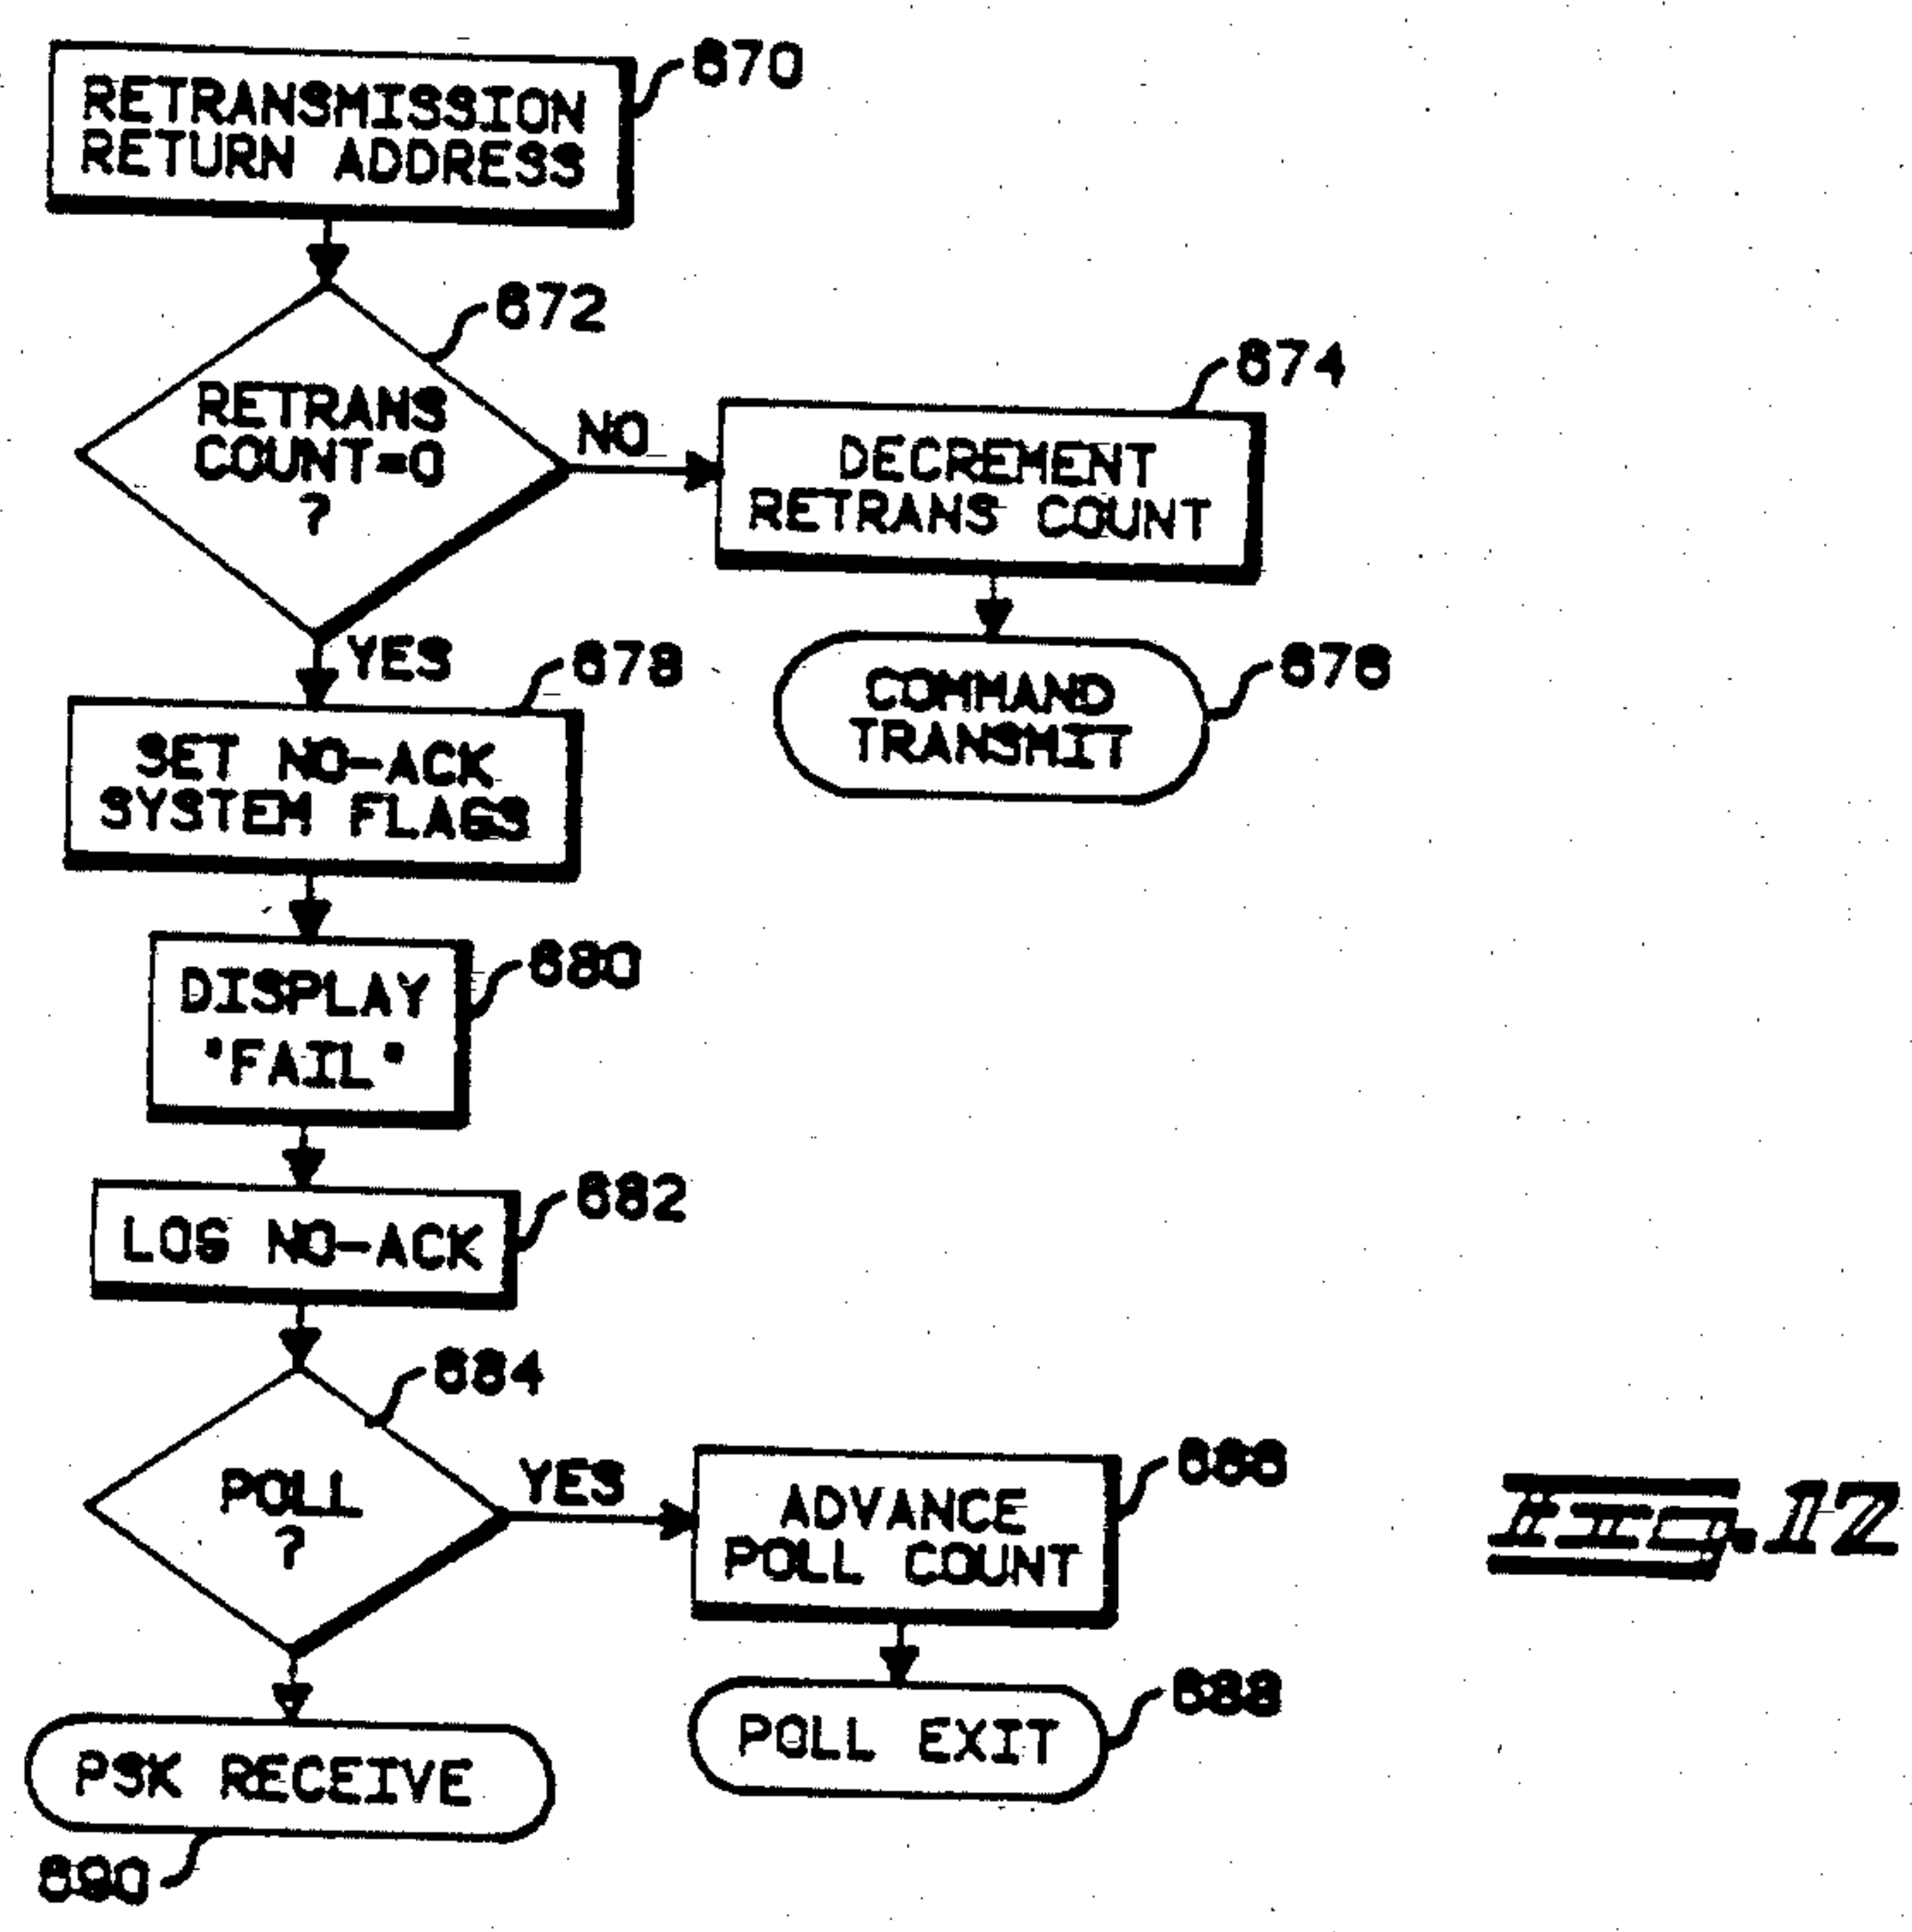 RETRANSMISSION
RETURN ADDRESS
670
RETRANS
COUNT=0
?
672
NO
DECREMENT
RETRANS COUNT
674
COMMAND
TRANSMIT
676
YES
SET NO-ACK
SYSTEM FLAGS
678
DISPLAY
"FAIL"
680
LOG NO-ACK
682
POLL
?
684
YES
ADVANCE
POLL COUNT
686
POLL EXIT
688
PSK RECEIVE
690
Fig. 12